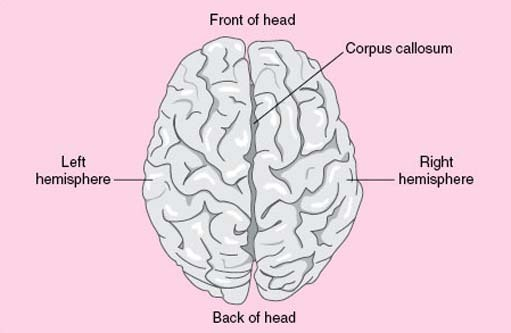 Front of head
Corpus callosum
Left
hemisphere
Right
hemisphere
Back of head